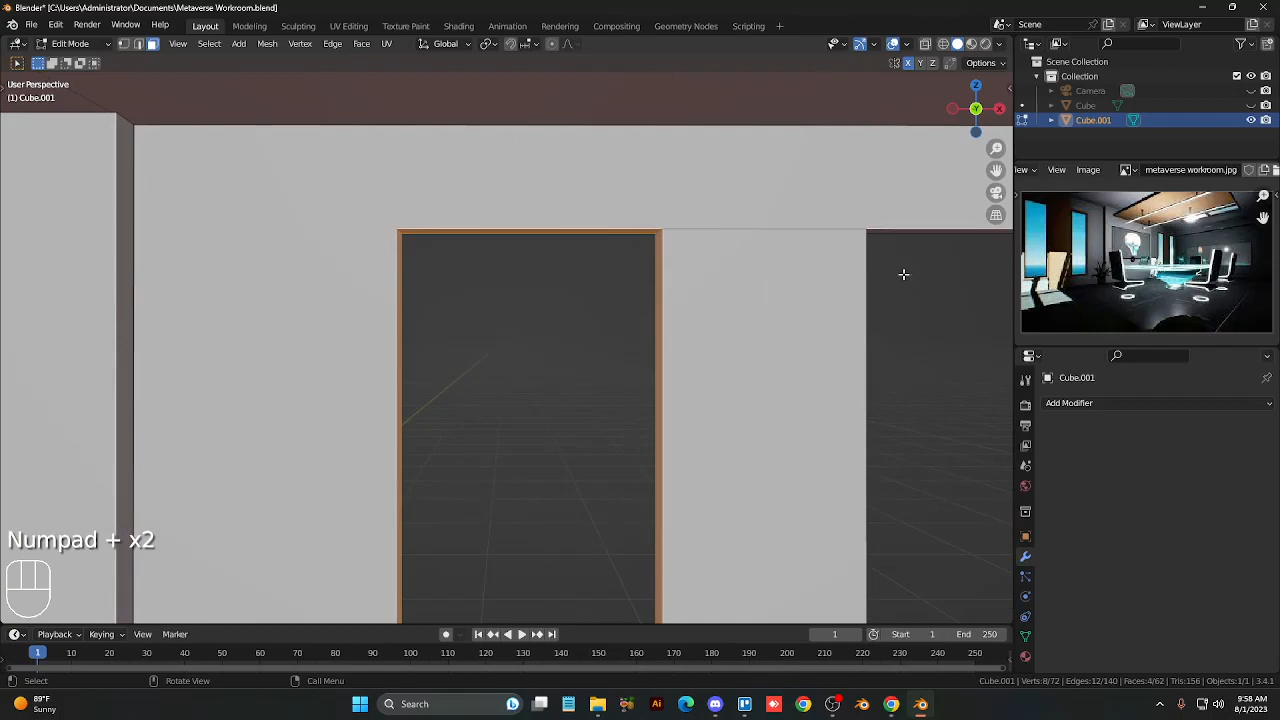 Blender* [C:\Users\Administrator\Documents\Metaverse Workroom.blend]
File Edit Render Window Help Layout Modeling Sculpting UV Editing Texture Paint Shading Animation Rendering Compositing Geometry Nodes Scripting + Scene ViewLayer
Edit Mode View Select Add Mesh Vertex Edge Face UV Global
X Y Z Options
User Perspective
(1) Cube.001
Z
Y
X
Scene Collection
Collection
Camera
Cube
Cube.001
View Image metaverse workroom.jpg
Cube.001
Add Modifier
Numpad + x2
Playback Keying View Marker 1 Start 1 End 250
1 10 20 30 40 50 60 70 80 90 100 110 120 130 140 150 160 170 180 190 200 210 220 230 240 250
Select Rotate View Call Menu Cube.001 | Verts:8/72 | Edges:12/140 | Faces:4/62 | Tris:156 | Objects:1/1 | 3.4.1
89°F
Sunny
Search
Ai
9:58 AM
8/1/2023